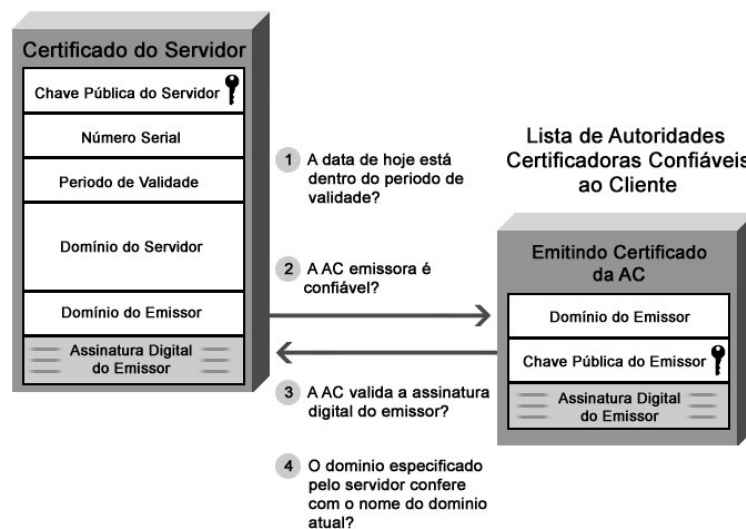 Certificado do Servidor
Chave Pública do Servidor
Número Serial
Periodo de Validade
Domínio do Servidor
Domínio do Emissor
Assinatura Digital
do Emissor
1 A data de hoje está
dentro do periodo de
validade?
2 A AC emissora é
confiável?
3 A AC valida a assinatura
digital do emissor?
4 O dominio especificado
pelo servidor confere
com o nome do dominio
atual?
Lista de Autoridades
Certificadoras Confiáveis
ao Cliente
Emitindo Certificado
da AC
Domínio do Emissor
Chave Pública do Emissor
Assinatura Digital
do Emissor